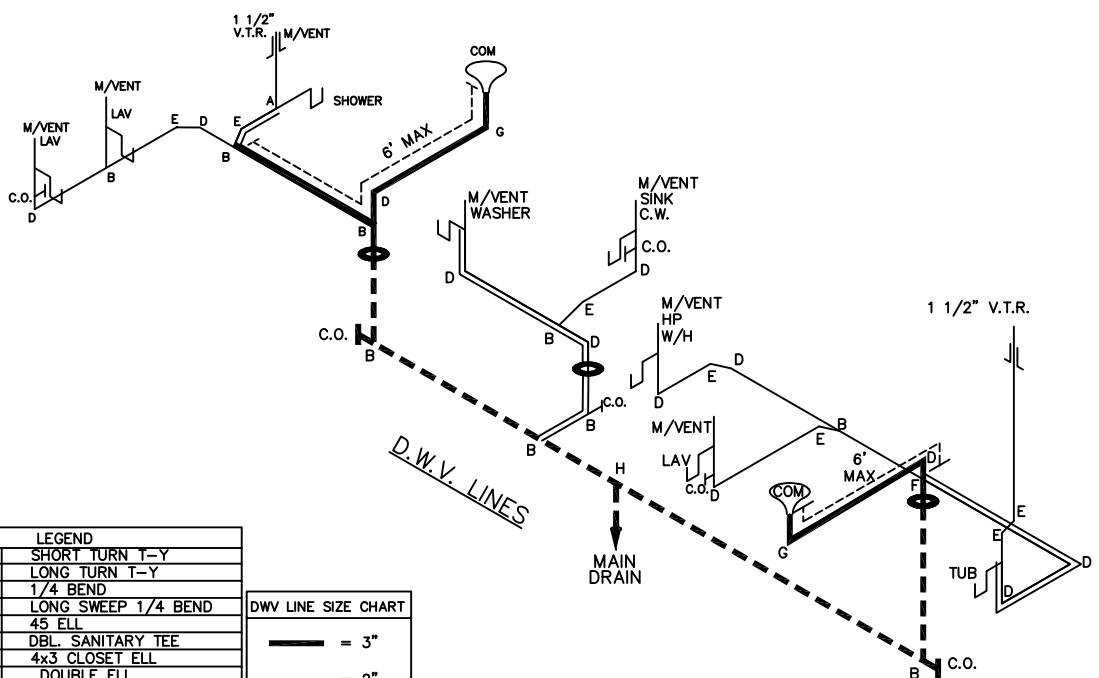 1 1/2"
V.T.R. M/VENT
COM
M/VENT
LAV
M/VENT
LAV
A
SHOWER
E
D
E
B
6' MAX
G
B
C.O.
D
D
B
M/VENT
WASHER
M/VENT
SINK
C.W.
C.O.
D
D
E
B
D
C.O.
B
M/VENT
HP
W/H
1 1/2" V.T.R.
D
E
D
C.O.
B
B
M/VENT
LAV
C.O.
D
E
B
6'
MAX
D
F
COM
G
H
D.W.V. LINES
MAIN
DRAIN
E
E
TUB
D
D
B
C.O.
LEGEND
SHORT TURN T-Y
LONG TURN T-Y
1/4 BEND
LONG SWEEP 1/4 BEND
45 ELL
DBL. SANITARY TEE
4x3 CLOSET ELL
DOUBLE ELL
DWV LINE SIZE CHART
= 3"
= 2"